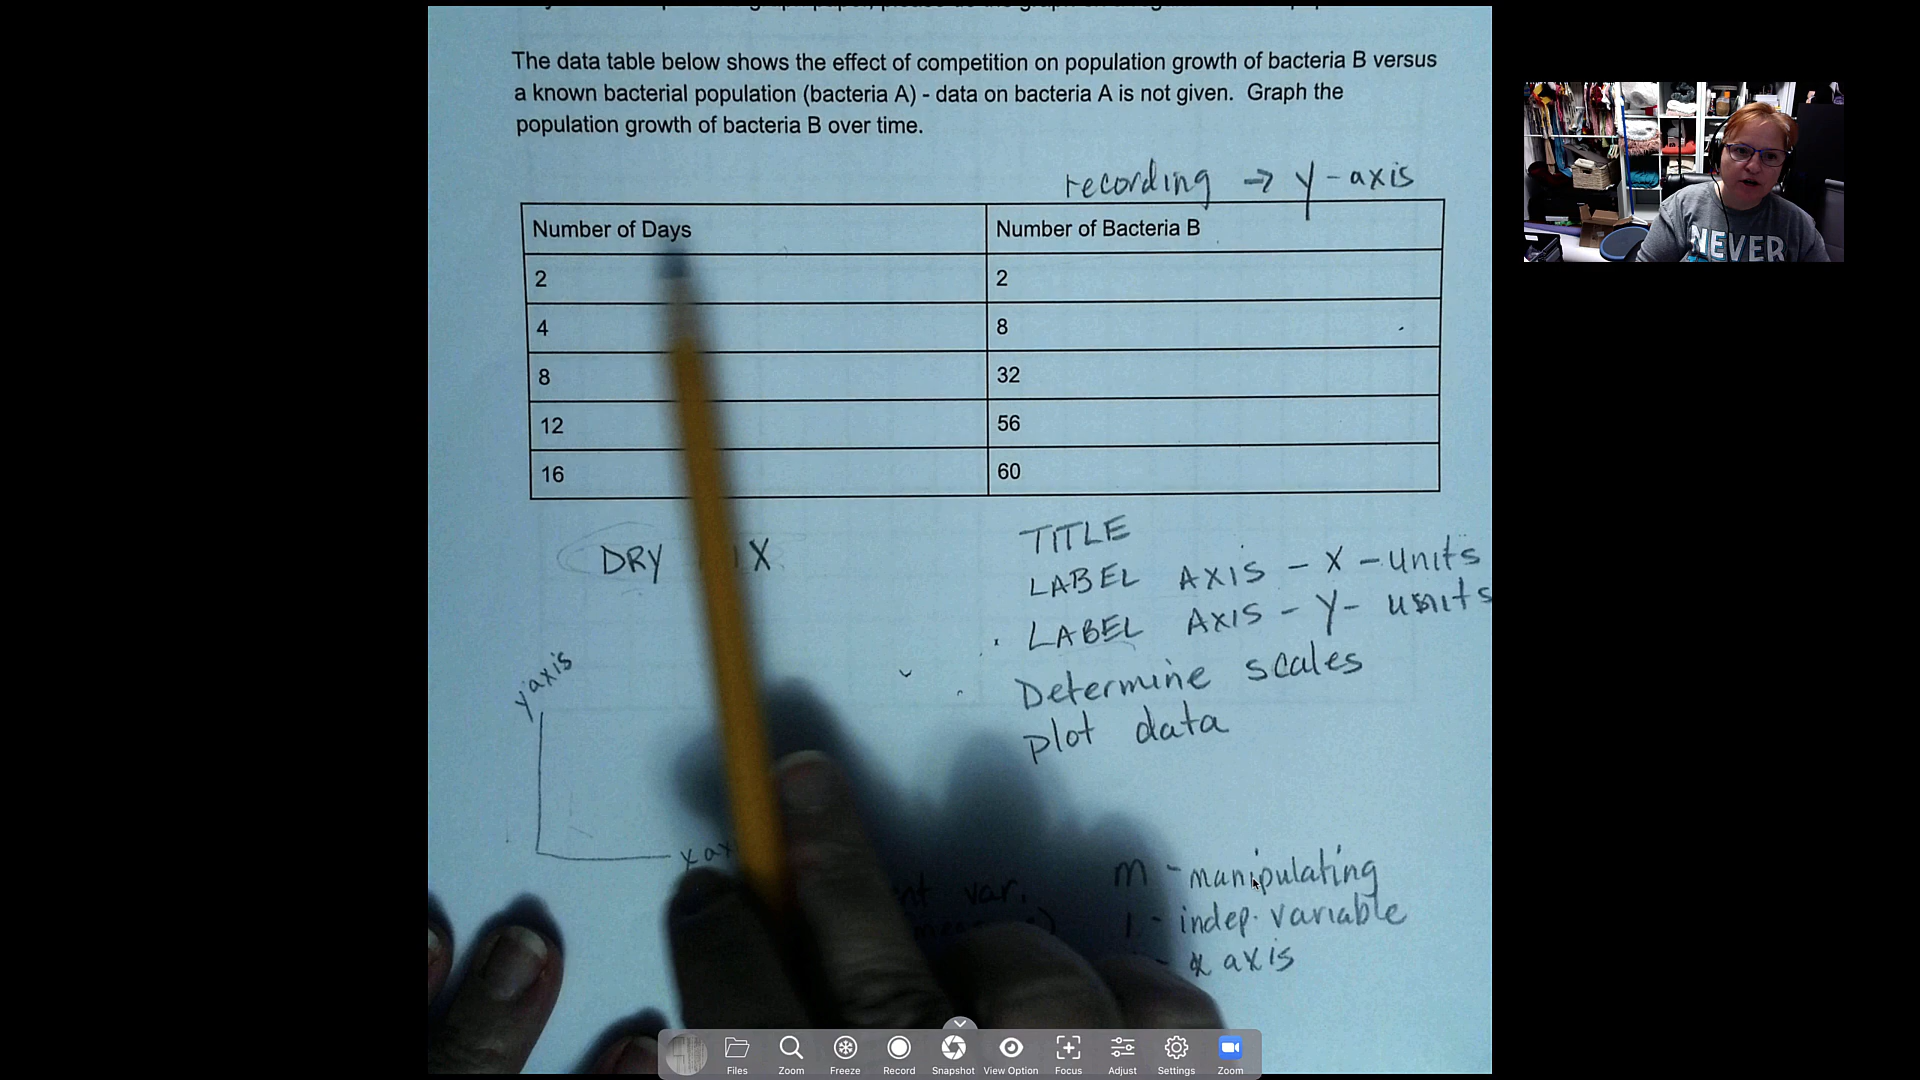 The data table below shows the effect of competition on population growth of bacteria B versus
a known bacterial population (bacteria A) - data on bacteria A is not given. Graph the
population growth of bacteria B over time.
recording → y-axis
Number of Days Number of Bacteria B
2 2
4 8
8 32
12 56
16 60
DRY X
TITLE
LABEL AXIS - X - units
LABEL AXIS - Y - units
Determine scales
plot data
y axis
x ax
var.
m - manipulating
I - indep. variable
- x axis
NEVER
Files Zoom Freeze Record Snapshot View Option Focus Adjust Settings Zoom